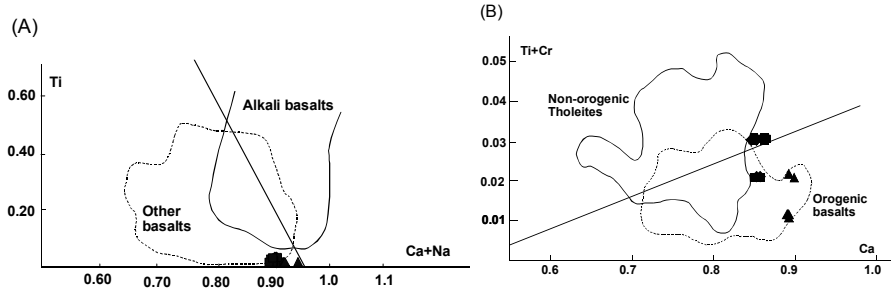 (A)
Ti
0.60
0.40
0.20
Alkali basalts
Other
basalts
Ca+Na
0.60
0.70
0.80
0.90
1.0
1.1
(B)
Ti+Cr
0.05
0.04
0.03
0.02
0.01
Non-orogenic
Tholeites
Orogenic
basalts
Ca
0.6
0.7
0.8
0.9
1.0